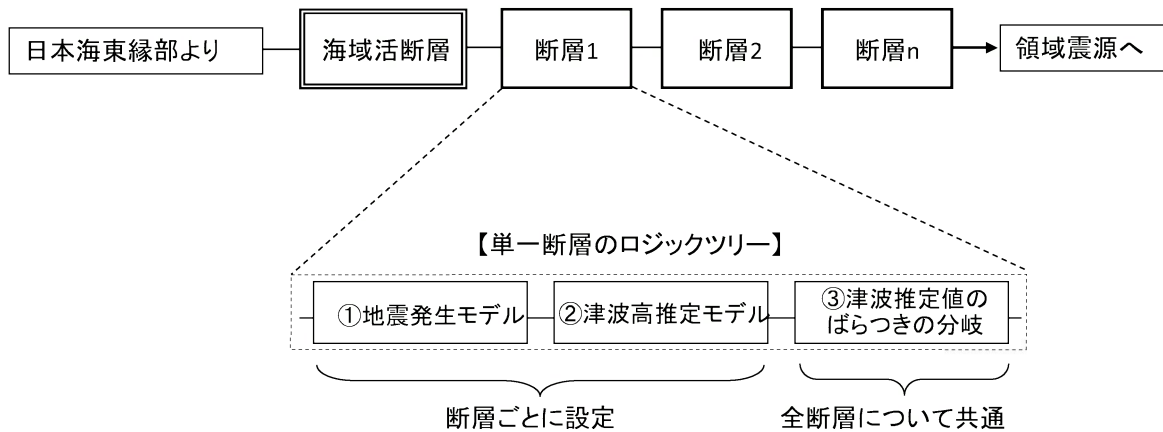 日本海東縁部より
海域活断層
断層1
断層2
断層n
領域震源へ
【単一断層のロジックツリー】
①地震発生モデル
②津波高推定モデル
③津波推定値の
ばらつきの分岐
断層ごとに設定
全断層について共通